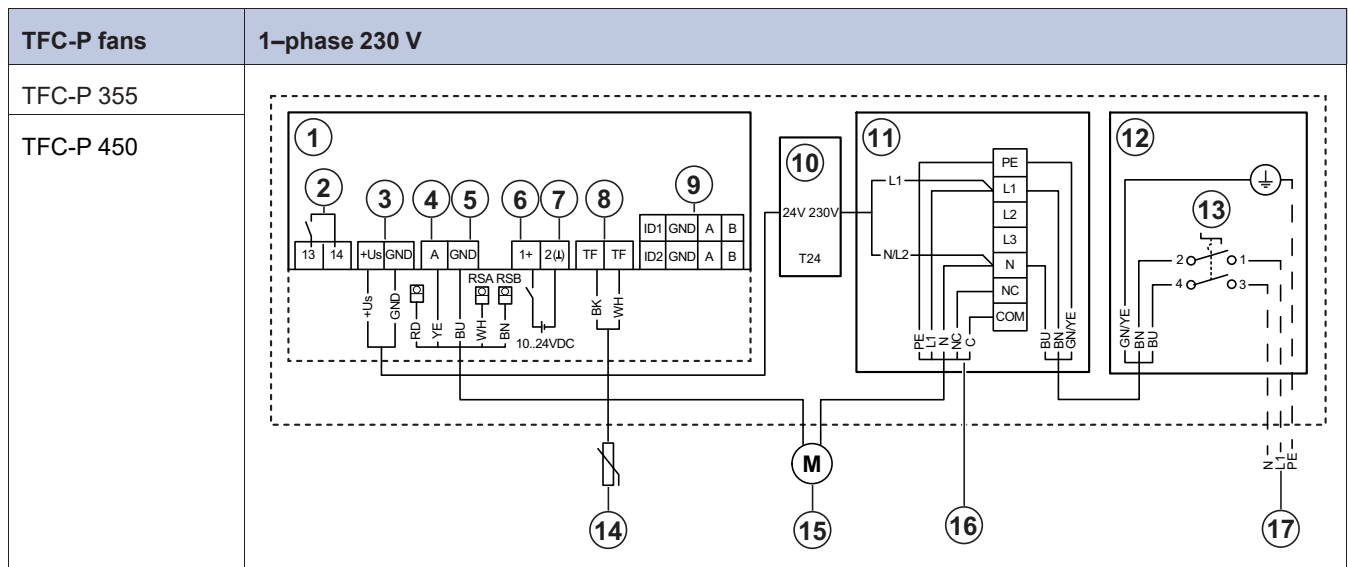 TFC-P fans
1–phase 230 V
TFC-P 355
TFC-P 450
1
2
3
4
5
6
7
8
9
10
11
12
13
13 14
+Us GND
A GND
1+ 2(⊥)
TF TF
ID1 GND A B
ID2 GND A B
24V 230V
T24
L1
N/L2
PE
L1
L2
L3
N
NC
COM
2 1
4 3
+Us
GND
RD
YE
BU
RSA
RSB
WH
BN
10..24VDC
BK
WH
PE
L1
N
NC
C
BU
BN
GN/YE
GN/YE
BN
BU
M
N
L1
PE
14
15
16
17